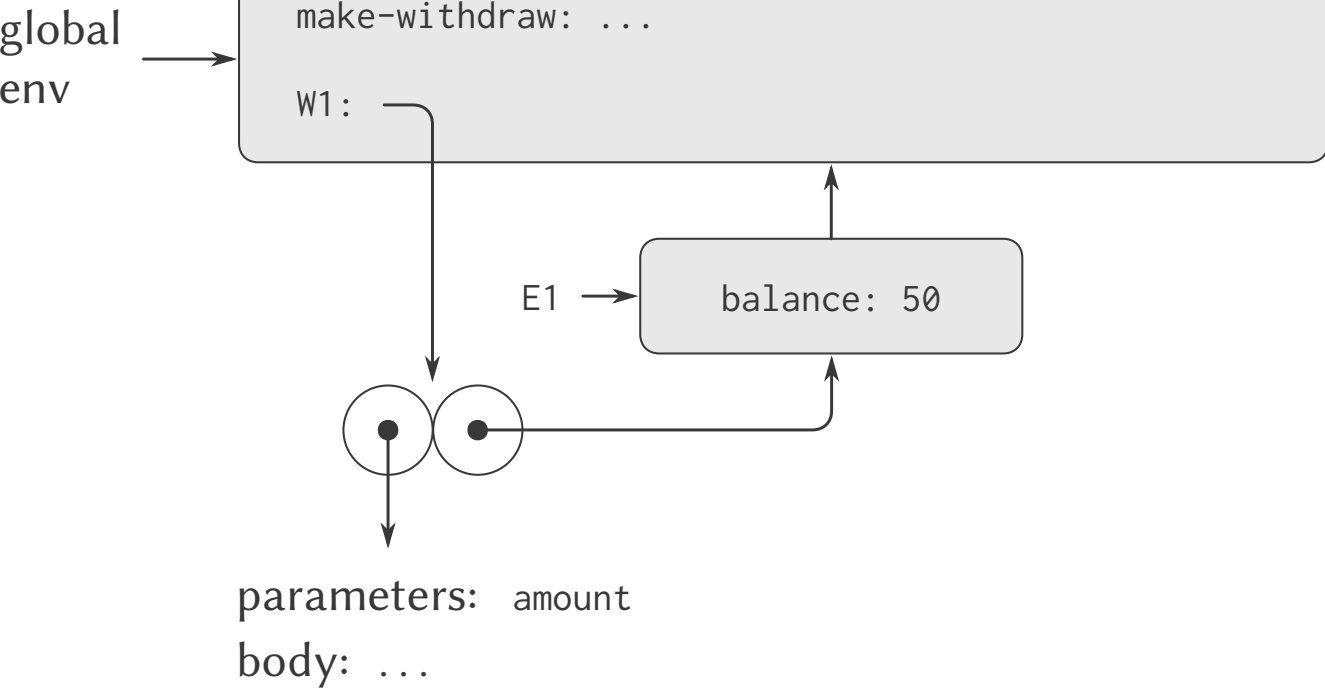 global
env
make-withdraw: ...
W1:
E1
balance: 50
parameters: amount
body: ...